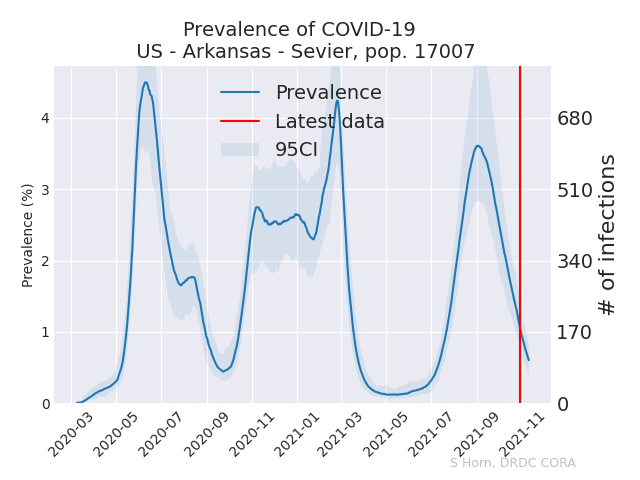 Prevalence of COVID-19
US - Arkansas - Sevier, pop. 17007
Prevalence
Latest data
95CI
Prevalence (%)
4
3
2
1
0
# of infections
680
510
340
170
0
2020-03
2020-05
2020-07
2020-09
2020-11
2021-01
2021-03
2021-05
2021-07
2021-09
2021-11
S Horn, DRDC CORA